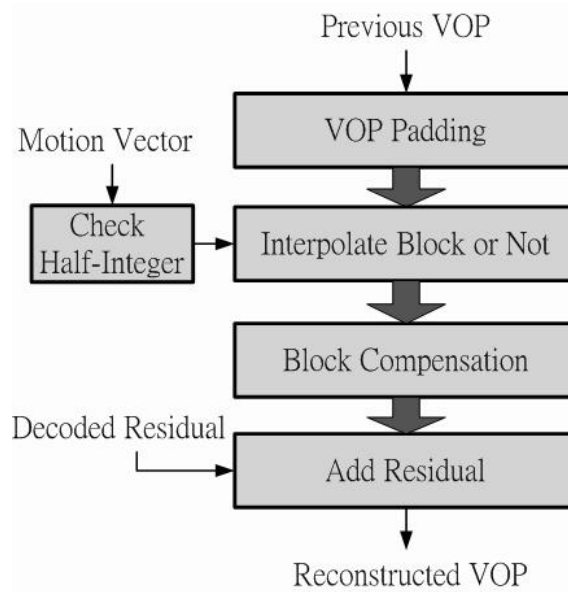 Previous VOP
VOP Padding
Motion Vector
Check
Half-Integer
Interpolate Block or Not
Block Compensation
Decoded Residual
Add Residual
Reconstructed VOP